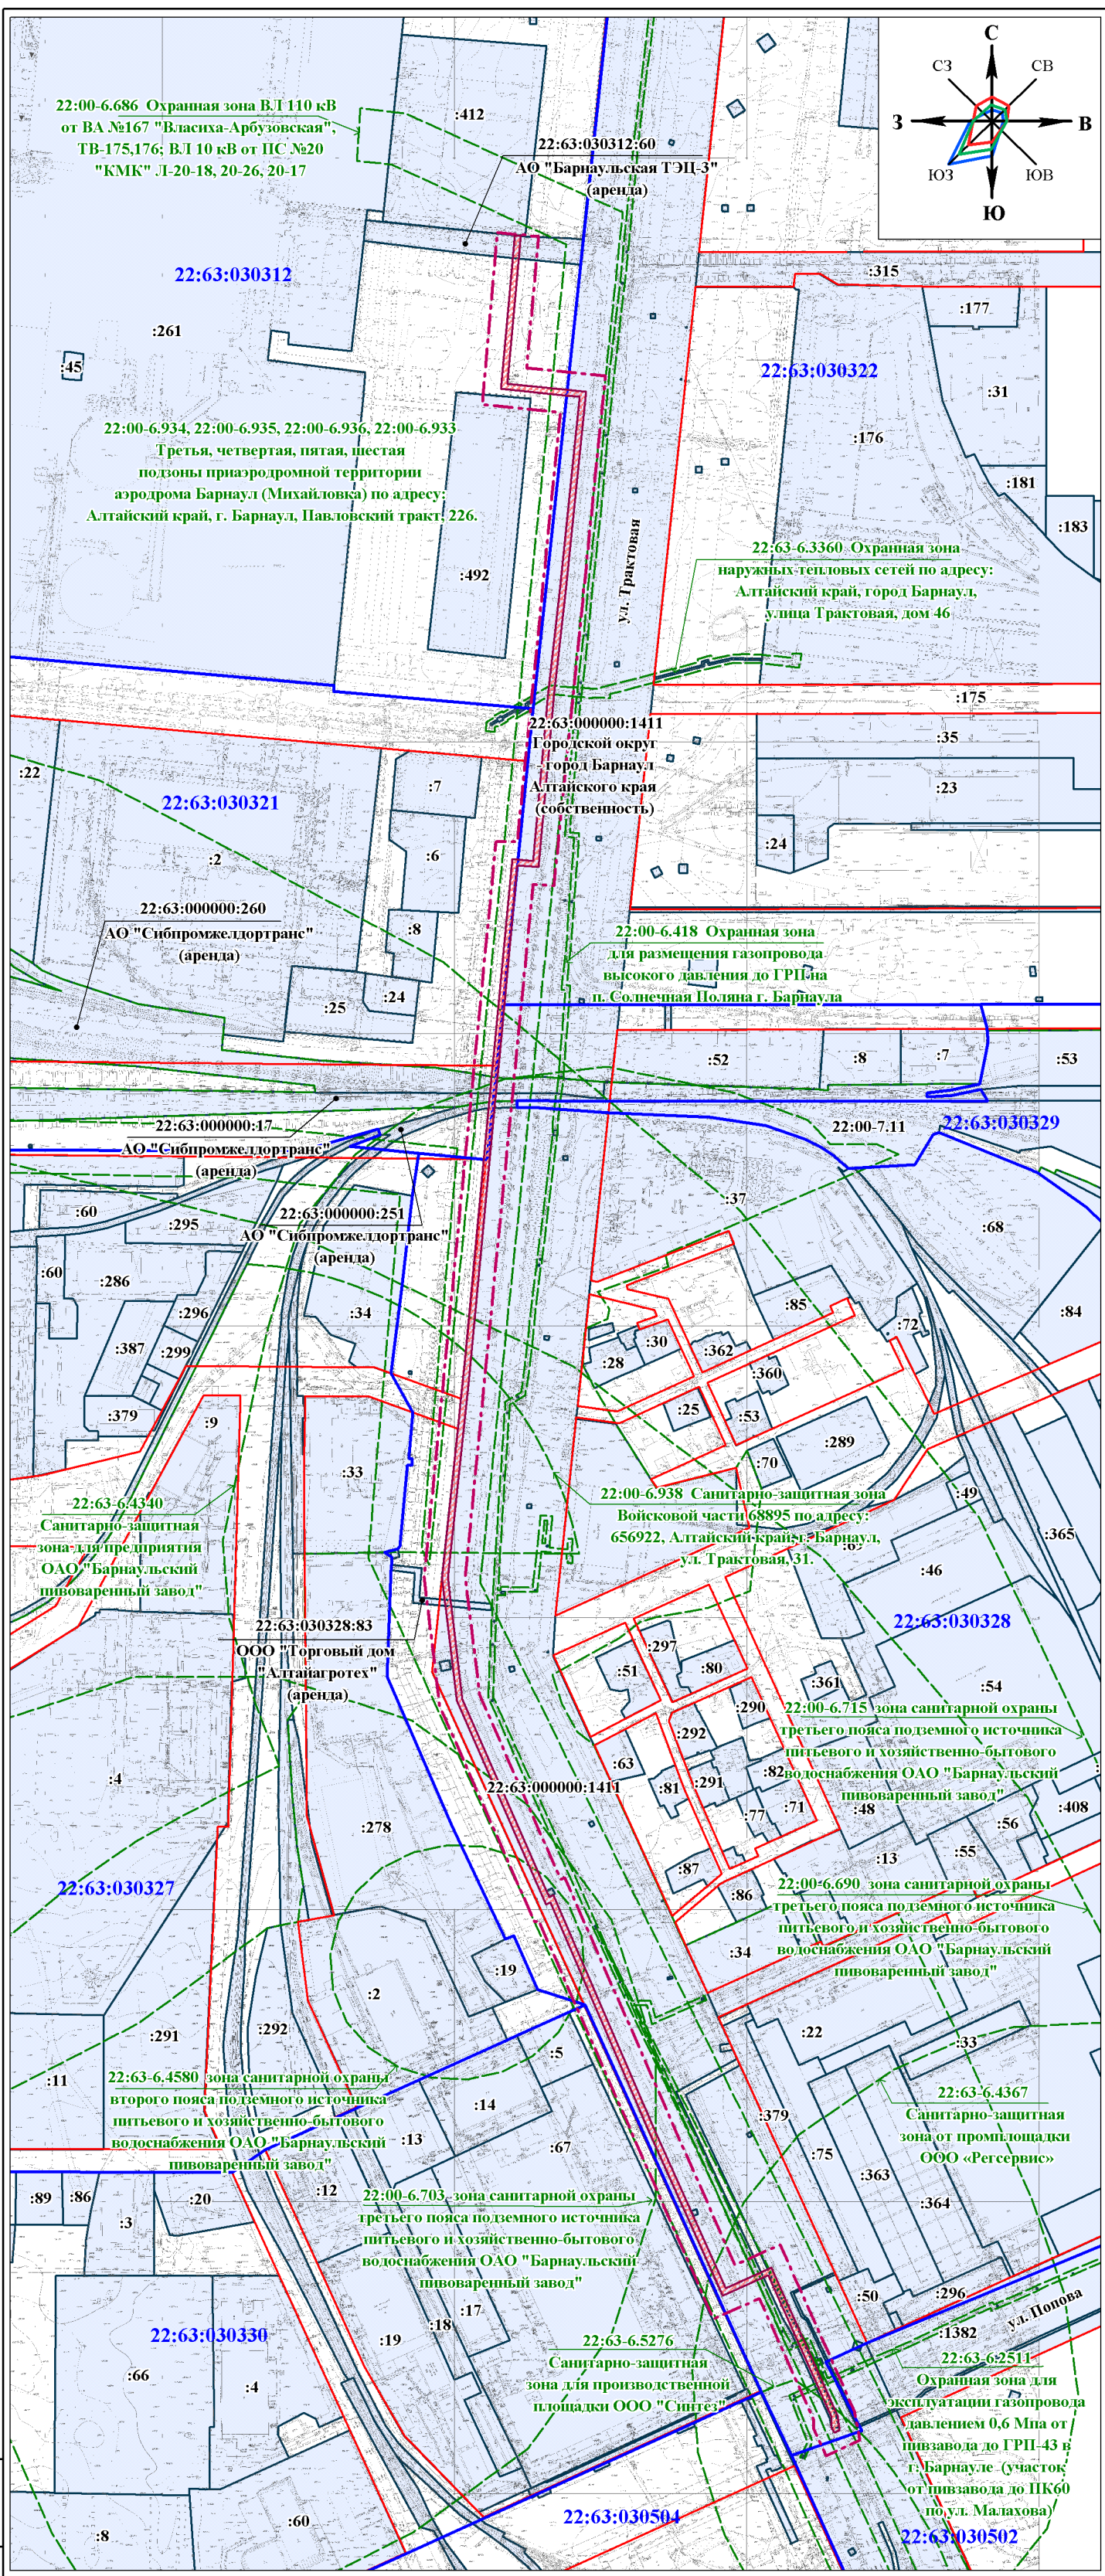 С
СЗ
СВ
З
В
ЮЗ
ЮВ
Ю
22:00-6.686 Охранная зона ВЛ 110 кВ
от ВА №167 "Власиха-Арбузовская",
ТВ-175,176; ВЛ 10 кВ от ПС №20
"КМК" Л-20-18, 20-26, 20-17
:412
22:63:030312:60
АО "Барнаульская ТЭЦ-3"
(аренда)
22:63:030312
:261
:45
:315
:177
22:63:030322
:31
:176
:181
:183
22:00-6.934, 22:00-6.935, 22:00-6.936, 22:00-6.933
Третья, четвертая, пятая, шестая
подзоны приаэродромной территории
аэродрома Барнаул (Михайловка) по адресу:
Алтайский край, г. Барнаул, Павловский тракт, 226.
:492
ул. Трактовая
22:63-6.3360 Охранная зона
наружных тепловых сетей по адресу:
Алтайский край, город Барнаул,
улица Трактовая, дом 46
:175
22:63:000000:1411
Городской округ
город Барнаул
Алтайского края
(собственность)
:35
:23
:24
:22
22:63:030321
:7
:2
:6
:8
:24
:25
22:63:000000:260
АО "Сибпромжелдортранс"
(аренда)
22:00-6.418 Охранная зона
для размещения газопровода
высокого давления до ГРП на
п. Солнечная Поляна г. Барнаула
:52
:8
:7
:53
22:63:000000:17
АО "Сибпромжелдортранс"
(аренда)
22:00-7.11
22:63:030329
22:63:000000:251
АО "Сибпромжелдортранс"
(аренда)
:37
:68
:60
:295
:60
:286
:296
:387
:299
:379
:34
:85
:72
:84
:28
:30
:362
:360
:25
:53
:289
:70
:9
:33
:49
:365
:46
22:63-6.4340
Санитарно-защитная
зона для предприятия
ОАО "Барнаульский
пивоваренный завод"
22:00-6.938 Санитарно-защитная зона
Войсковой части 68895 по адресу:
656922, Алтайский край, г. Барнаул,
ул. Трактовая, 31.
22:63:030328:83
ООО "Торговый дом
"Алтайагротех"
(аренда)
22:63:030328
:297
:51
:80
:361
:54
:290
:292
:63
:82
:81
:291
:77
:71
:48
:56
:408
:55
:13
:87
:86
:34
22:00-6.715 зона санитарной охраны
третьего пояса подземного источника
питьевого и хозяйственно-бытового
водоснабжения ОАО "Барнаульский
пивоваренный завод"
22:63:000000:1411
:4
:278
22:63:030327
22:00-6.690 зона санитарной охраны
третьего пояса подземного источника
питьевого и хозяйственно-бытового
водоснабжения ОАО "Барнаульский
пивоваренный завод"
:19
:2
:291
:292
:11
:5
:14
:13
:67
:12
:22
:33
:379
:75
:363
:364
22:63-6.4580 зона санитарной охраны
второго пояса подземного источника
питьевого и хозяйственно-бытового
водоснабжения ОАО "Барнаульский
пивоваренный завод"
22:63-6.4367
Санитарно-защитная
зона от промплощадки
ООО «Регсервис»
:89
:86
:20
:3
22:00-6.703 зона санитарной охраны
третьего пояса подземного источника
питьевого и хозяйственно-бытового
водоснабжения ОАО "Барнаульский
пивоваренный завод"
:17
:18
:19
:50
:296
ул. Попова
:1382
22:63:030330
:66
:4
22:63-6.5276
Санитарно-защитная
зона для производственной
площадки ООО "Синтез"
22:63-6.2511
Охранная зона для
эксплуатации газопровода
давлением 0,6 Мпа от
пивзавода до ГРП-43 в
г. Барнауле (участок
от пивзавода до ПК60
по ул. Малахова)
:8
:60
22:63:030504
22:63:030502